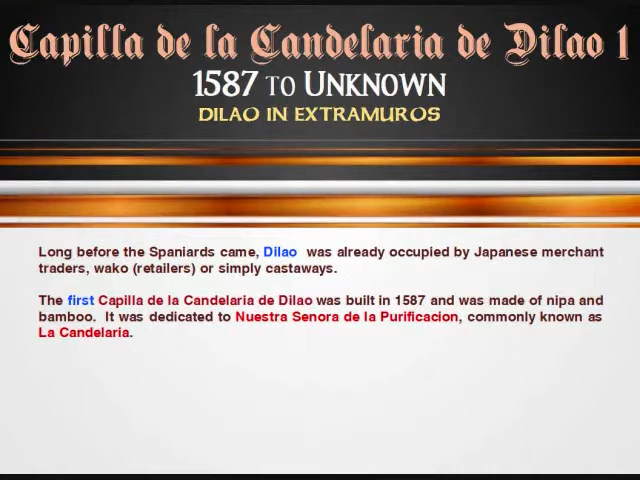 Capilla de la Candelaria de Dilao 1
1587 TO UNKNOWN
DILAO IN EXTRAMUROS
Long before the Spaniards came, Dilao was already occupied by Japanese merchant
traders, wako (retailers) or simply castaways.
The first Capilla de la Candelaria de Dilao was built in 1587 and was made of nipa and
bamboo. It was dedicated to Nuestra Senora de la Purificacion, commonly known as
La Candelaria.